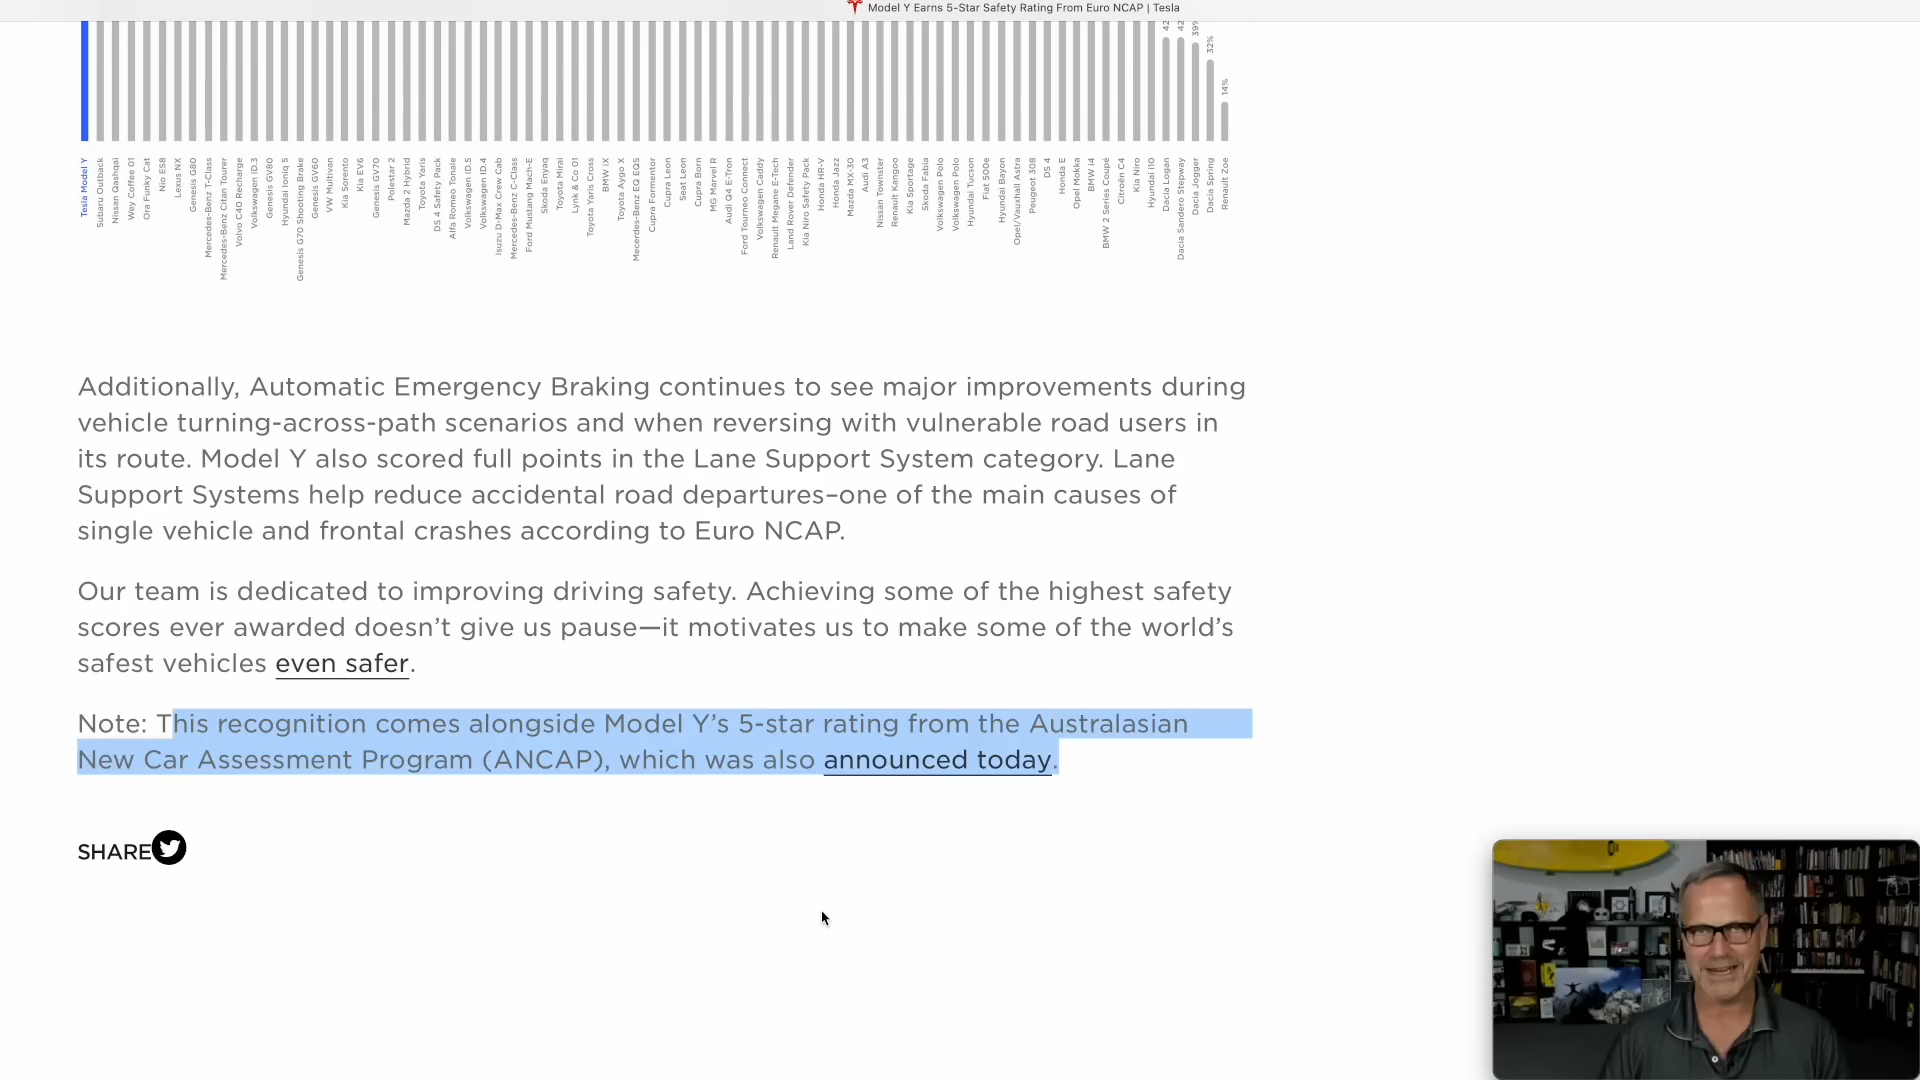 Model Y Earns 5-Star Safety Rating From Euro NCAP | Tesla
42
42
39%
32%
14%
Tesla Model Y
Subaru Outback
Nissan Qashqai
Wey Coffee 01
Ora Funky Cat
Nio ES8
Lexus NX
Genesis G80
Mercedes-Benz T-Class
Mercedes-Benz Citan Tourer
Volvo C40 Recharge
Volkswagen ID.3
Genesis GV80
Hyundai Ioniq 5
Genesis G70 Shooting Brake
Genesis GV60
VW Multivan
Kia Sorento
Kia EV6
Genesis GV70
Polestar 2
Mazda 2 Hybrid
Toyota Yaris
DS 4 Safety Pack
Alfa Romeo Tonale
Volkswagen ID.5
Volkswagen ID.4
Isuzu D-Max Crew Cab
Mercedes-Benz C-Class
Ford Mustang Mach-E
Skoda Enyaq
Toyota Mirai
Lynk & Co 01
Toyota Yaris Cross
BMW iX
Toyota Aygo X
Mecerdes-Benz EQ EQS
Cupra Formentor
Cupra Leon
Seat Leon
Cupra Born
MG Marvel R
Audi Q4 E-Tron
Ford Tourneo Connect
Volkswagen Caddy
Renault Megane E-Tech
Land Rover Defender
Kia Niro Safety Pack
Honda HR-V
Honda Jazz
Mazda MX-30
Audi A3
Nissan Townster
Renault Kangoo
Kia Sportage
Skoda Fabia
Volkswagen Polo
Volkswagen Polo
Hyundai Tucson
Fiat 500e
Hyundai Bayon
Opel/Vauxhall Astra
Peugeot 308
DS 4
Honda E
Opel Mokka
BMW i4
BMW 2 Series Coupé
Citroën C4
Kia Niro
Hyundai i10
Dacia Logan
Dacia Sandero Stepway
Dacia Jogger
Dacia Spring
Renault Zoe
Additionally, Automatic Emergency Braking continues to see major improvements during
vehicle turning-across-path scenarios and when reversing with vulnerable road users in
its route. Model Y also scored full points in the Lane Support System category. Lane
Support Systems help reduce accidental road departures–one of the main causes of
single vehicle and frontal crashes according to Euro NCAP.
Our team is dedicated to improving driving safety. Achieving some of the highest safety
scores ever awarded doesn’t give us pause—it motivates us to make some of the world’s
safest vehicles even safer.
Note: This recognition comes alongside Model Y’s 5-star rating from the Australasian
New Car Assessment Program (ANCAP), which was also announced today.
SHARE